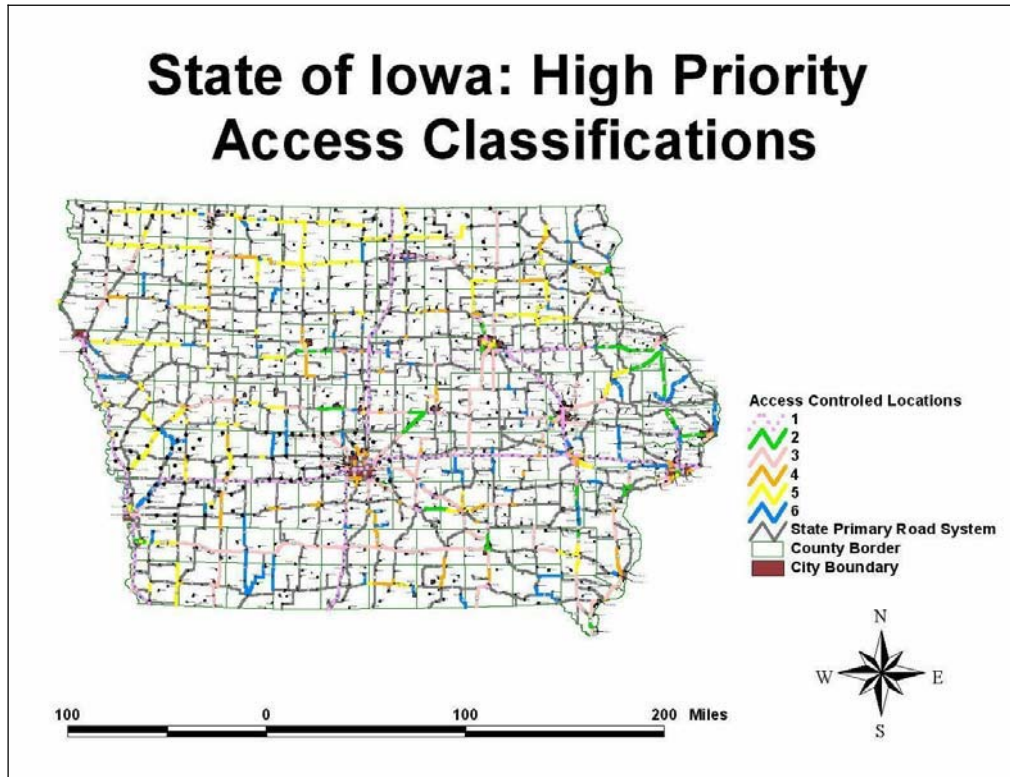 State of Iowa: High Priority
Access Classifications
Access Controled Locations
1
2
3
4
5
6
State Primary Road System
County Border
City Boundary
N
W E
S
100 0 100 200 Miles